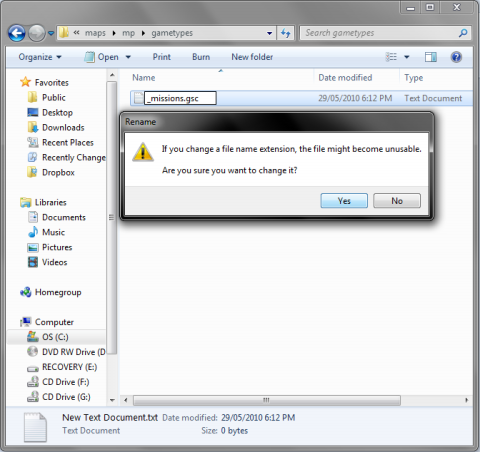 « maps ▸ mp ▸ gametypes
Search gametypes
Organize ▾ Open ▾ Print Burn New folder
Name Date modified Type
_missions.gsc 29/05/2010 6:12 PM Text Document
Favorites
Public
Desktop
Downloads
Recent Places
Recently Change
Dropbox
Libraries
Documents
Music
Pictures
Videos
Homegroup
Computer
OS (C:)
DVD RW Drive (D
RECOVERY (E:)
CD Drive (F:)
CD Drive (G:)
Rename
If you change a file name extension, the file might become unusable.
Are you sure you want to change it?
Yes No
New Text Document.txt Date modified: 29/05/2010 6:12 PM
Text Document Size: 0 bytes